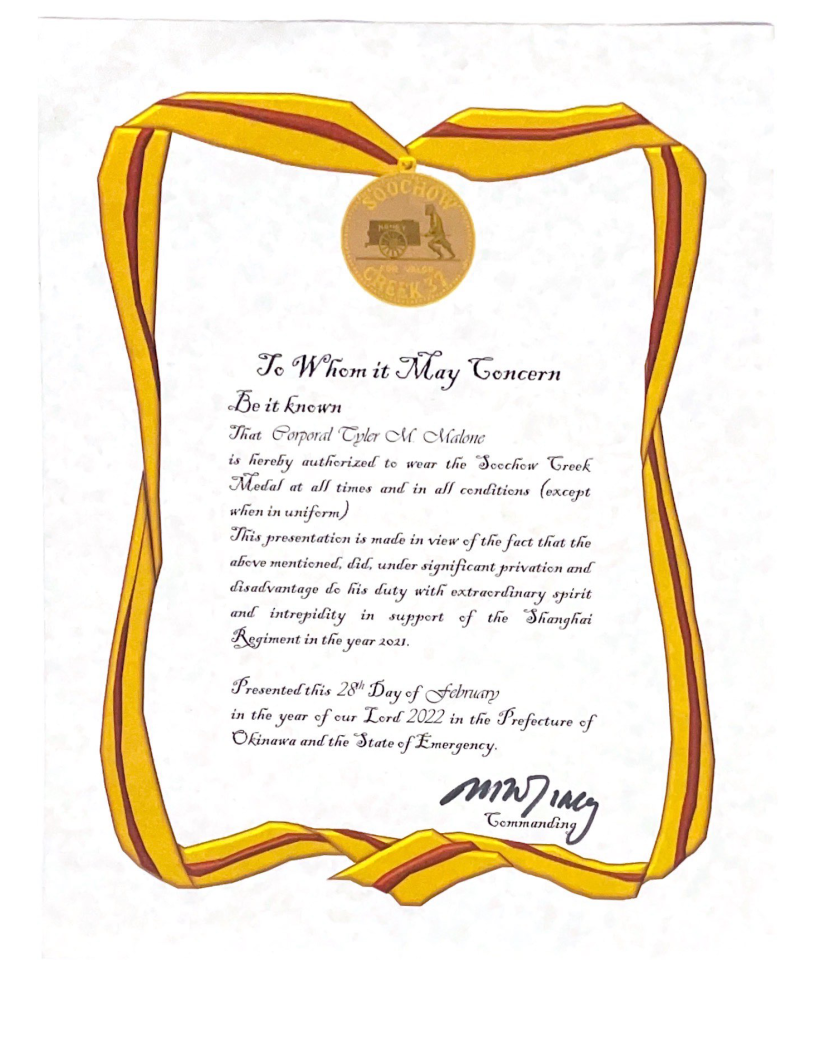 SOOCHOW
HONEY
FOR VALOR
CREEK 37
To Whom it May Concern
Be it known
That Corporal Tyler M. Malone
is hereby authorized to wear the Soochow Creek
Medal at all times and in all conditions (except
when in uniform)
This presentation is made in view of the fact that the
above mentioned, did, under significant privation and
disadvantage do his duty with extraordinary spirit
and intrepidity in support of the Shanghai
Regiment in the year 2021.
Presented this 28th Day of February
in the year of our Lord 2022 in the Prefecture of
Okinawa and the State of Emergency.
Commanding